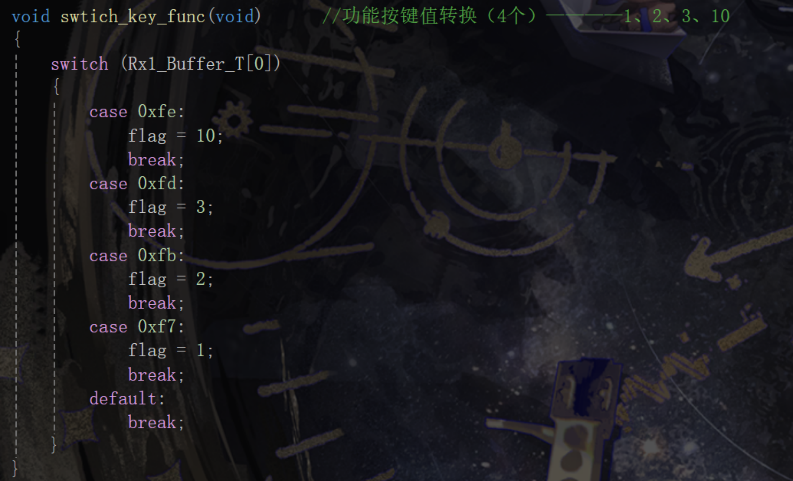 void swtich_key_func(void)      //功能按键值转换（4个）————1、2、3、10
{
    switch (Rx1_Buffer_T[0])
    {
        case 0xfe:
            flag = 10;
            break;
        case 0xfd:
            flag = 3;
            break;
        case 0xfb:
            flag = 2;
            break;
        case 0xf7:
            flag = 1;
            break;
        default:
            break;
    }
}